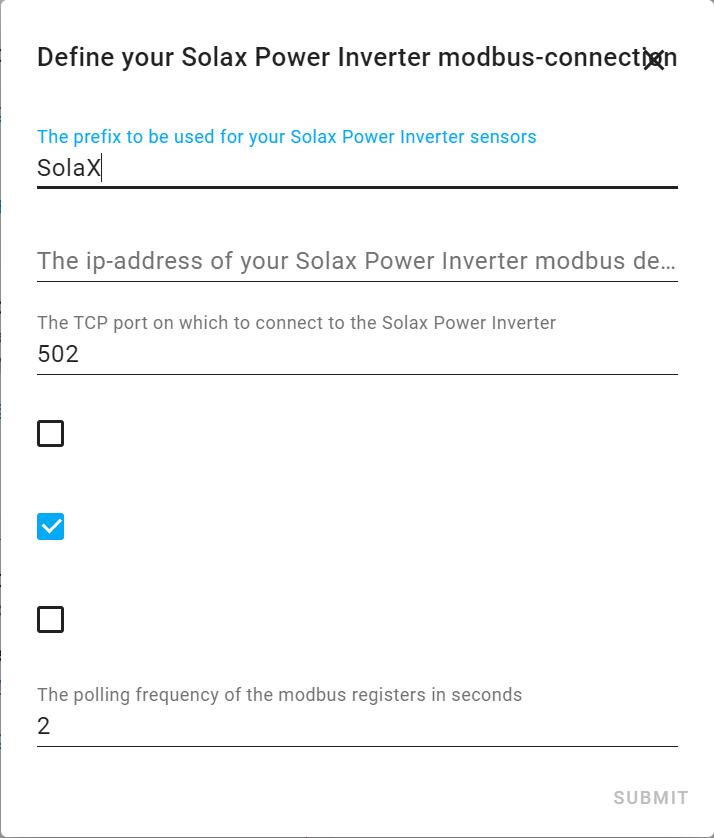 Define your Solax Power Inverter modbus-connection
The prefix to be used for your Solax Power Inverter sensors
SolaX
The ip-address of your Solax Power Inverter modbus de…
The TCP port on which to connect to the Solax Power Inverter
502
The polling frequency of the modbus registers in seconds
2
SUBMIT